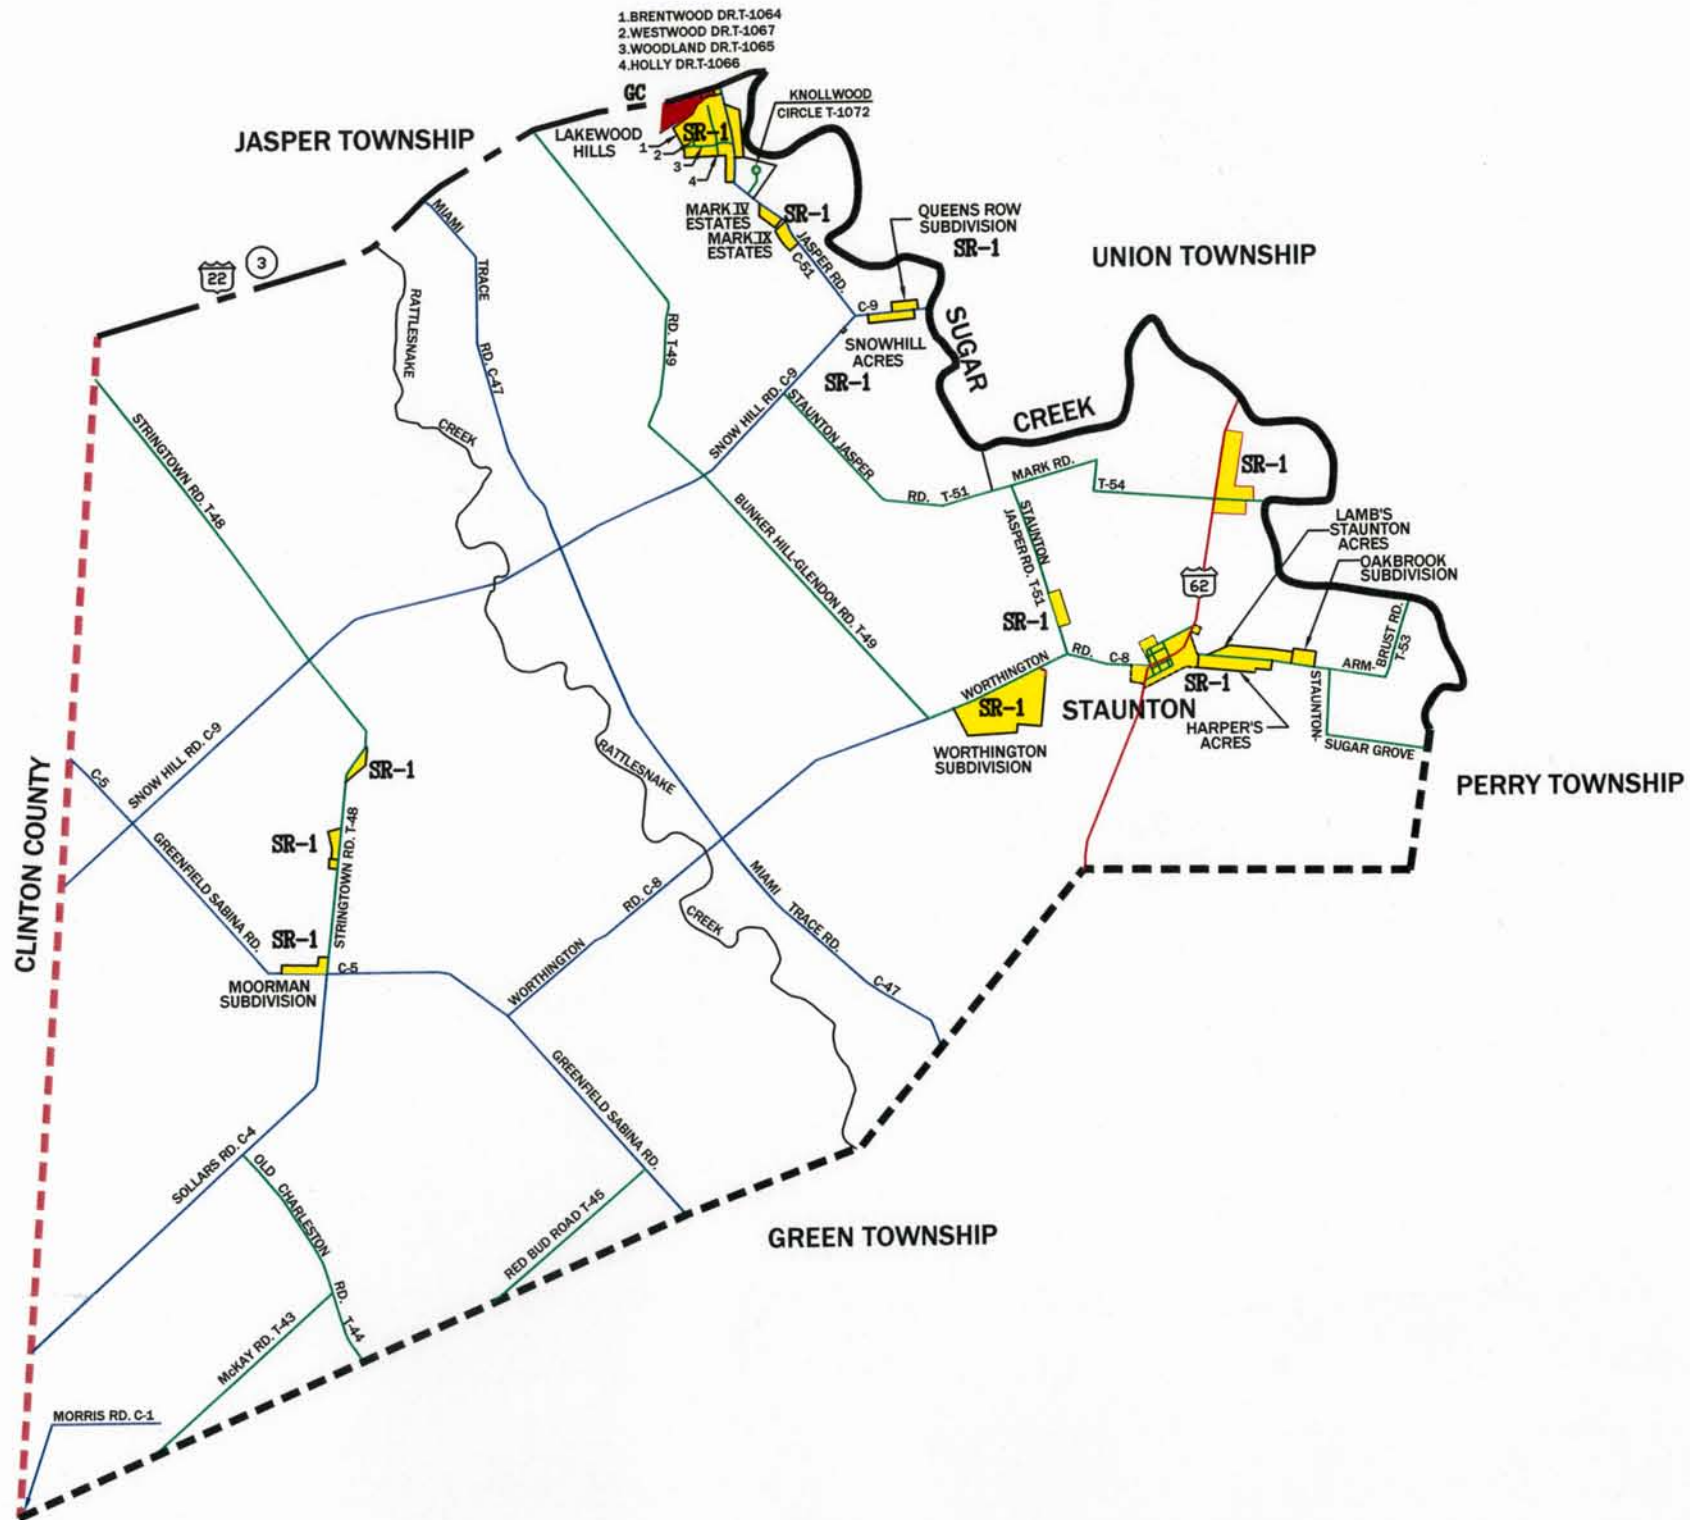 1.BRENTWOOD DR.T-1064
2.WESTWOOD DR.T-1067
3.WOODLAND DR.T-1065
4.HOLLY DR.T-1066
GC
KNOLLWOOD
CIRCLE T-1072
JASPER TOWNSHIP
LAKEWOOD
HILLS
SR-1
1
2
3
4
MARK IV
ESTATES
SR-1
MARK IX
ESTATES
JASPER RD.
C-51
QUEENS ROW
SUBDIVISION
SR-1
UNION TOWNSHIP
22
3
MIAMI
TRACE
RD. C-47
RATTLESNAKE
CREEK
RD. T-49
C-9
SNOWHILL
ACRES
SR-1
SUGAR
CREEK
SNOW HILL RD. C-9
STAUNTON JASPER
RD. T-51
MARK RD.
T-54
SR-1
STRINGTOWN RD. T-48
BUNKER HILL-GLENDON RD. T-49
STAUNTON
JASPER RD. T-51
LAMB'S
STAUNTON
ACRES
OAKBROOK
SUBDIVISION
62
SR-1
WORTHINGTON
RD. C-8
ARM-
BRUST RD.
T-53
SR-1
SR-1
STAUNTON
HARPER'S
ACRES
STAUNTON-
SUGAR GROVE
WORTHINGTON
SUBDIVISION
PERRY TOWNSHIP
CLINTON COUNTY
C-5
SNOW HILL RD. C-9
SR-1
RATTLESNAKE
SR-1
STRINGTOWN RD. T-48
GREENFIELD SABINA RD.
SR-1
C-5
MOORMAN
SUBDIVISION
WORTHINGTON
RD. C-8
CREEK
MIAMI
TRACE RD.
C-47
GREENFIELD SABINA RD.
SOLLARS RD. C-4
OLD
CHARLESTON
RD.
T-44
RED BUD ROAD T-45
GREEN TOWNSHIP
McKAY RD. T-43
MORRIS RD. C-1